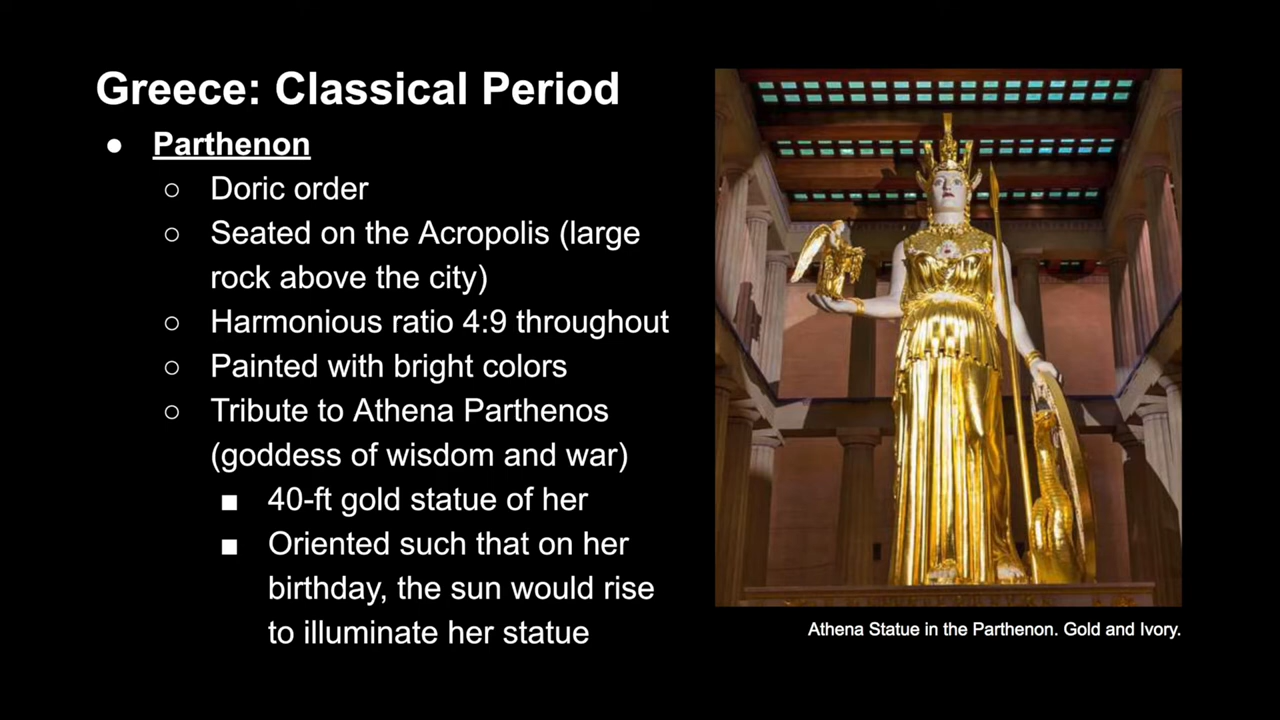 Greece: Classical Period
● Parthenon
○ Doric order
○ Seated on the Acropolis (large
rock above the city)
○ Harmonious ratio 4:9 throughout
○ Painted with bright colors
○ Tribute to Athena Parthenos
(goddess of wisdom and war)
■ 40-ft gold statue of her
■ Oriented such that on her
birthday, the sun would rise
to illuminate her statue
Athena Statue in the Parthenon. Gold and Ivory.